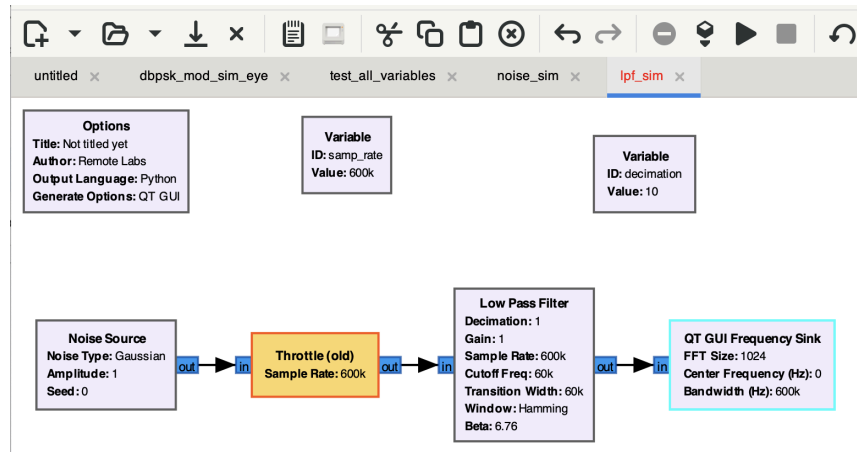 untitled
dbpsk_mod_sim_eye
test_all_variables
noise_sim
lpf_sim
Options
Title: Not titled yet
Author: Remote Labs
Output Language: Python
Generate Options: QT GUI
Variable
ID: samp_rate
Value: 600k
Variable
ID: decimation
Value: 10
Noise Source
Noise Type: Gaussian
Amplitude: 1
Seed: 0
out
in
Throttle (old)
Sample Rate: 600k
out
in
Low Pass Filter
Decimation: 1
Gain: 1
Sample Rate: 600k
Cutoff Freq: 60k
Transition Width: 60k
Window: Hamming
Beta: 6.76
out
in
QT GUI Frequency Sink
FFT Size: 1024
Center Frequency (Hz): 0
Bandwidth (Hz): 600k